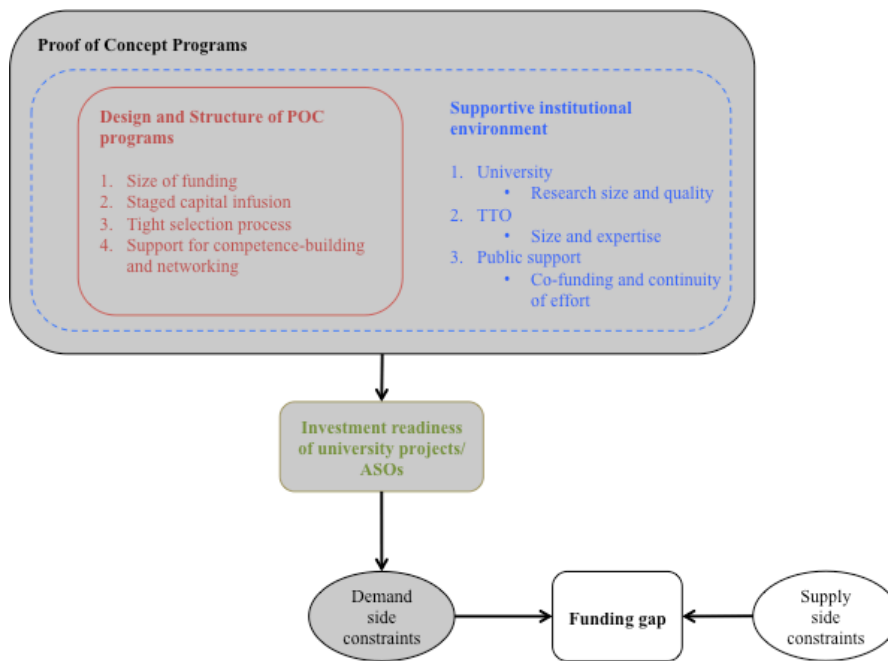 Proof of Concept Programs
Design and Structure of POC
programs
1. Size of funding
2. Staged capital infusion
3. Tight selection process
4. Support for competence-building
and networking
Supportive institutional
environment
1. University
• Research size and quality
2. TTO
• Size and expertise
3. Public support
• Co-funding and continuity
of effort
Investment readiness
of university projects/
ASOs
Demand
side
constraints
Funding gap
Supply
side
constraints